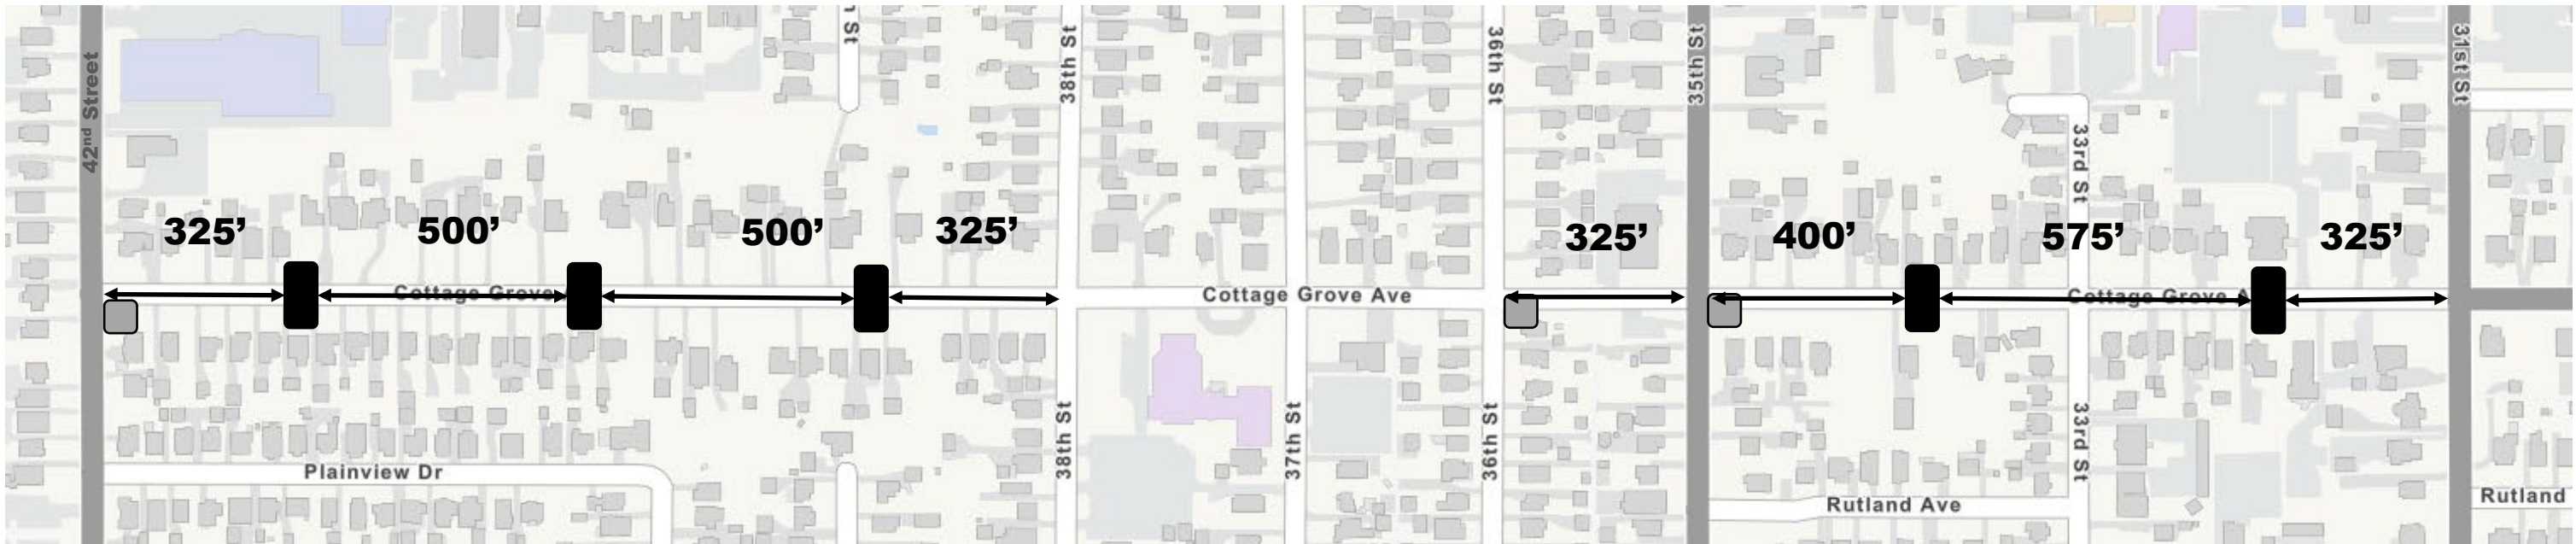 42nd Street
St
38th St
36th St
35th St
33rd St
31st St
325’
500’
500’
325’
325’
400’
575’
325’
Cottage Grove
Cottage Grove Ave
Cottage Grove A
Plainview Dr
38th St
37th St
36th St
33rd St
Rutland Ave
Rutland